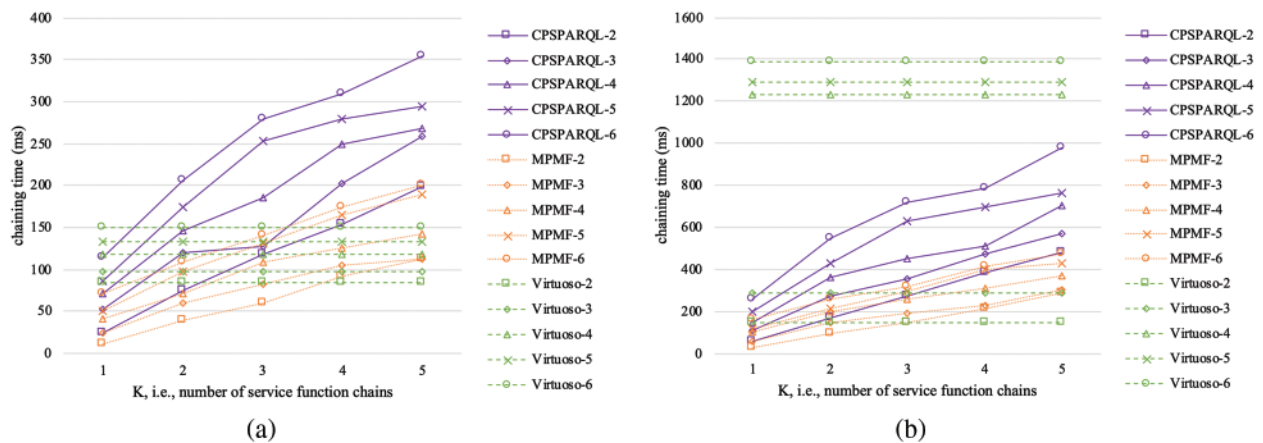 400
350
300
250
200
150
100
50
0
chaining time (ms)
1 2 3 4 5
K, i.e., number of service function chains
CPSPARQL-2
CPSPARQL-3
CPSPARQL-4
CPSPARQL-5
CPSPARQL-6
MPMF-2
MPMF-3
MPMF-4
MPMF-5
MPMF-6
Virtuoso-2
Virtuoso-3
Virtuoso-4
Virtuoso-5
Virtuoso-6
(a)
1600
1400
1200
1000
800
600
400
200
0
chaining time (ms)
1 2 3 4 5
K, i.e., number of service function chains
CPSPARQL-2
CPSPARQL-3
CPSPARQL-4
CPSPARQL-5
CPSPARQL-6
MPMF-2
MPMF-3
MPMF-4
MPMF-5
MPMF-6
Virtuoso-2
Virtuoso-3
Virtuoso-4
Virtuoso-5
Virtuoso-6
(b)